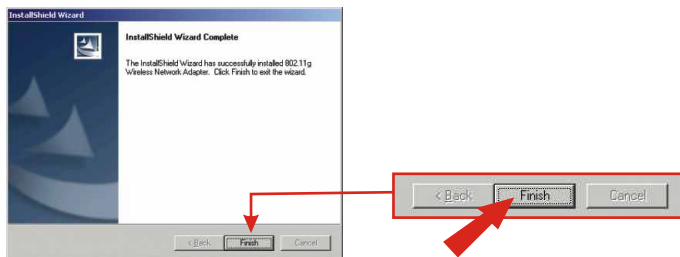 InstallShield Wizard
InstallShield Wizard Complete
The InstallShield Wizard has successfully installed 802.11g
Wireless Network Adapter. Click Finish to exit the wizard.
< Back Finish Cancel
< Back Finish Cancel